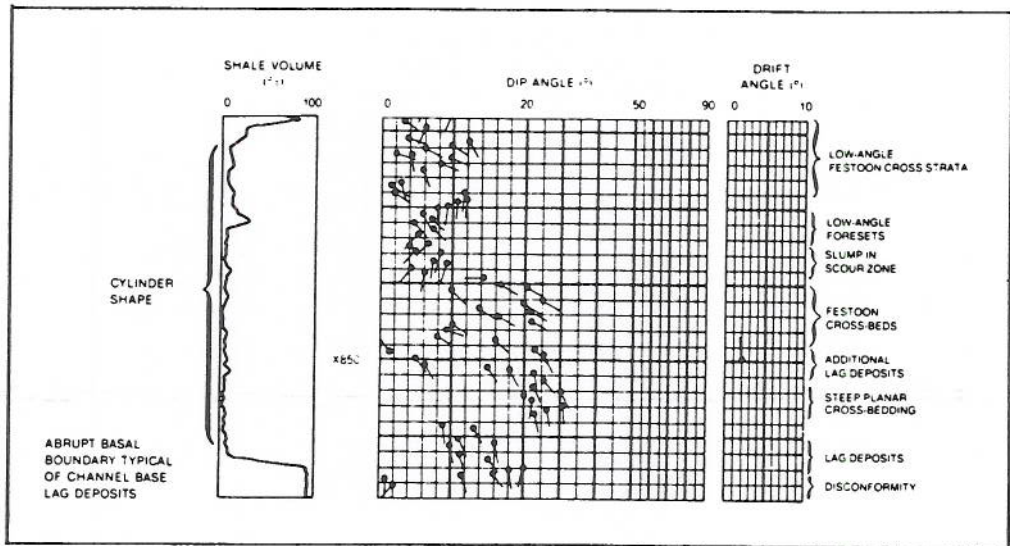 SHALE VOLUME
0 100
DIP ANGLE (°)
0 20 50 90
DRIFT
ANGLE (°)
0 10
CYLINDER
SHAPE
ABRUPT BASAL
BOUNDARY TYPICAL
OF CHANNEL BASE
LAG DEPOSITS
X850
LOW-ANGLE
FESTOON CROSS STRATA
LOW-ANGLE
FORESETS
SLUMP IN
SCOUR ZONE
FESTOON
CROSS-BEDS
ADDITIONAL
LAG DEPOSITS
STEEP PLANAR
CROSS-BEDDING
LAG DEPOSITS
DISCONFORMITY